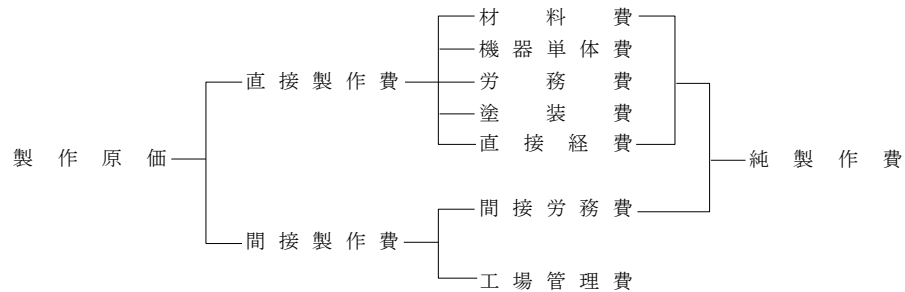 材料費
機器単体費
直接製作費
労務費
塗装費
直接経費
製作原価
純製作費
間接労務費
間接製作費
工場管理費